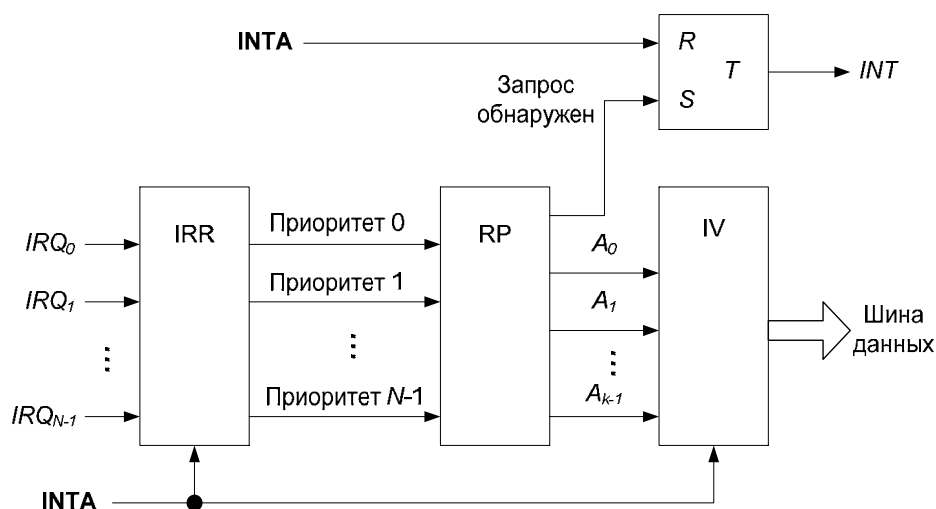 INTA
R
T
INT
S
Запрос
обнаружен
IRR
Приоритет 0
RP
A0
IV
IRQ0
IRQ1
Приоритет 1
A1
Шина
данных
...
...
...
IRQN-1
Приоритет N-1
Ak-1
INTA